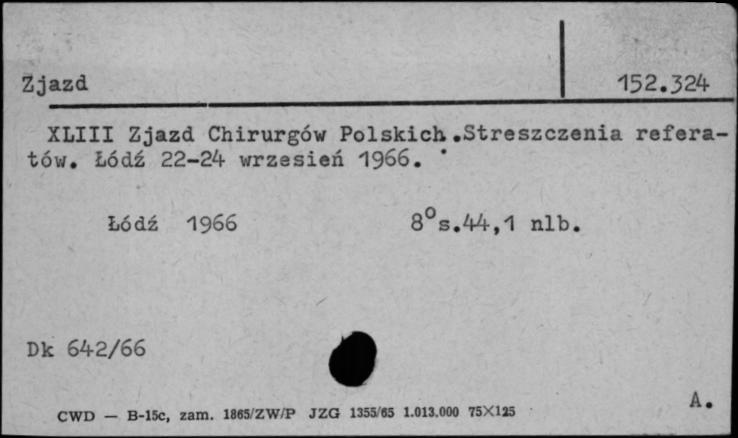 Zjazd 152.324
XLIII Zjazd Chirurgów Polskich.Streszczenia refera-
tów. Łódź 22-24 wrzesień 1966.
Łódź 1966 8°s.44,1 nlb.
Dk 642/66
A.
CWD — B-15c, zam. 1865/ZW/P JZG 1355/65 1.013.000 75X125